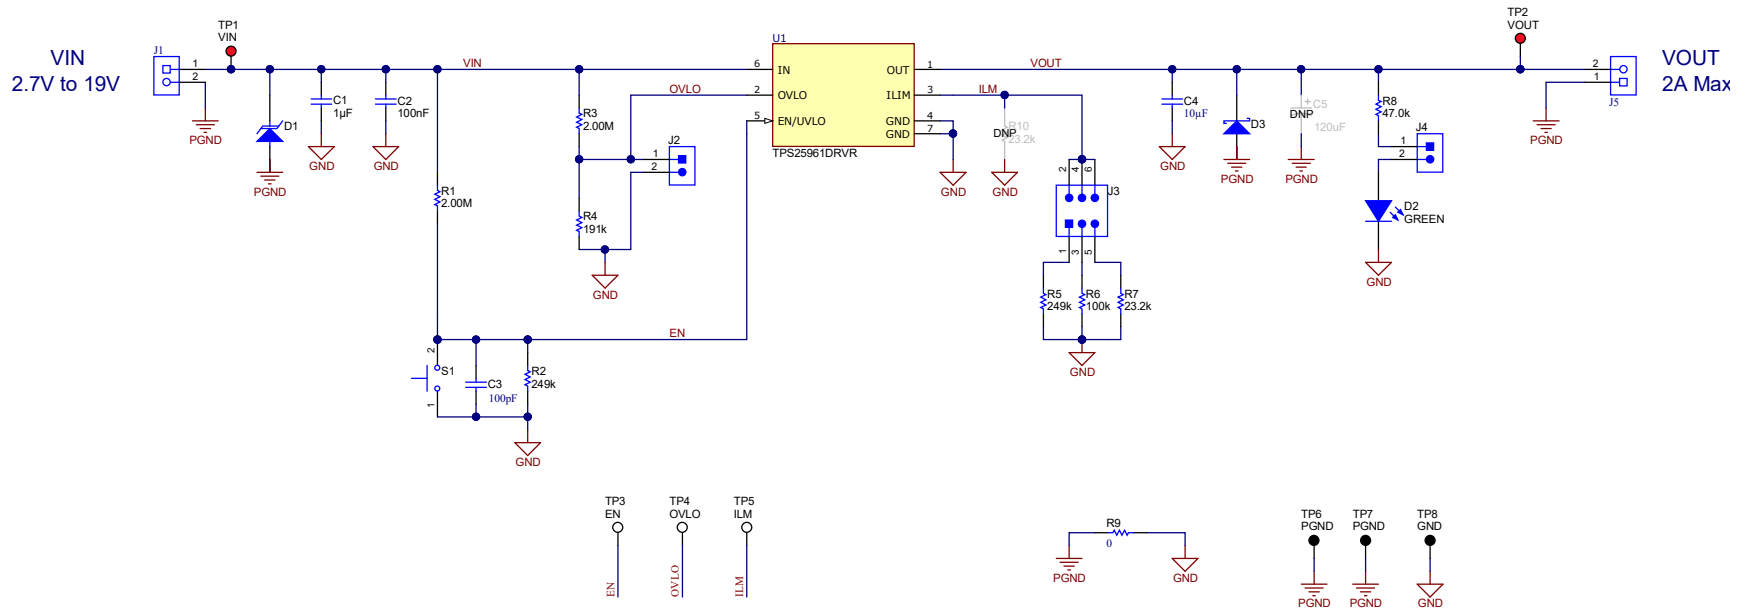 VIN
2.7V to 19V
J1
1
2
PGND
TP1
VIN
D1
PGND
C1
1µF
GND
C2
100nF
GND
VIN
R1
2.00M
R3
2.00M
OVLO
J2
1
2
R4
191k
GND
EN
2
S1
1
C3
100pF
R2
249k
GND
U1
6
IN
2
OVLO
5
EN/UVLO
OUT
1
ILIM
3
GND
4
GND
7
TPS25961DRVR
GND
VOUT
ILM
DNP
R10
23.2k
GND
2
4
6
J3
1
3
5
R5
249k
R6
100k
R7
23.2k
GND
C4
10µF
GND
D3
PGND
+
C5
DNP
120uF
PGND
R8
47.0k
J4
1
2
D2
GREEN
GND
TP2
VOUT
2
1
J5
PGND
VOUT
2A Max
TP3
EN
EN
TP4
OVLO
OVLO
TP5
ILM
ILM
R9
0
PGND
GND
TP6
PGND
PGND
TP7
PGND
PGND
TP8
GND
GND